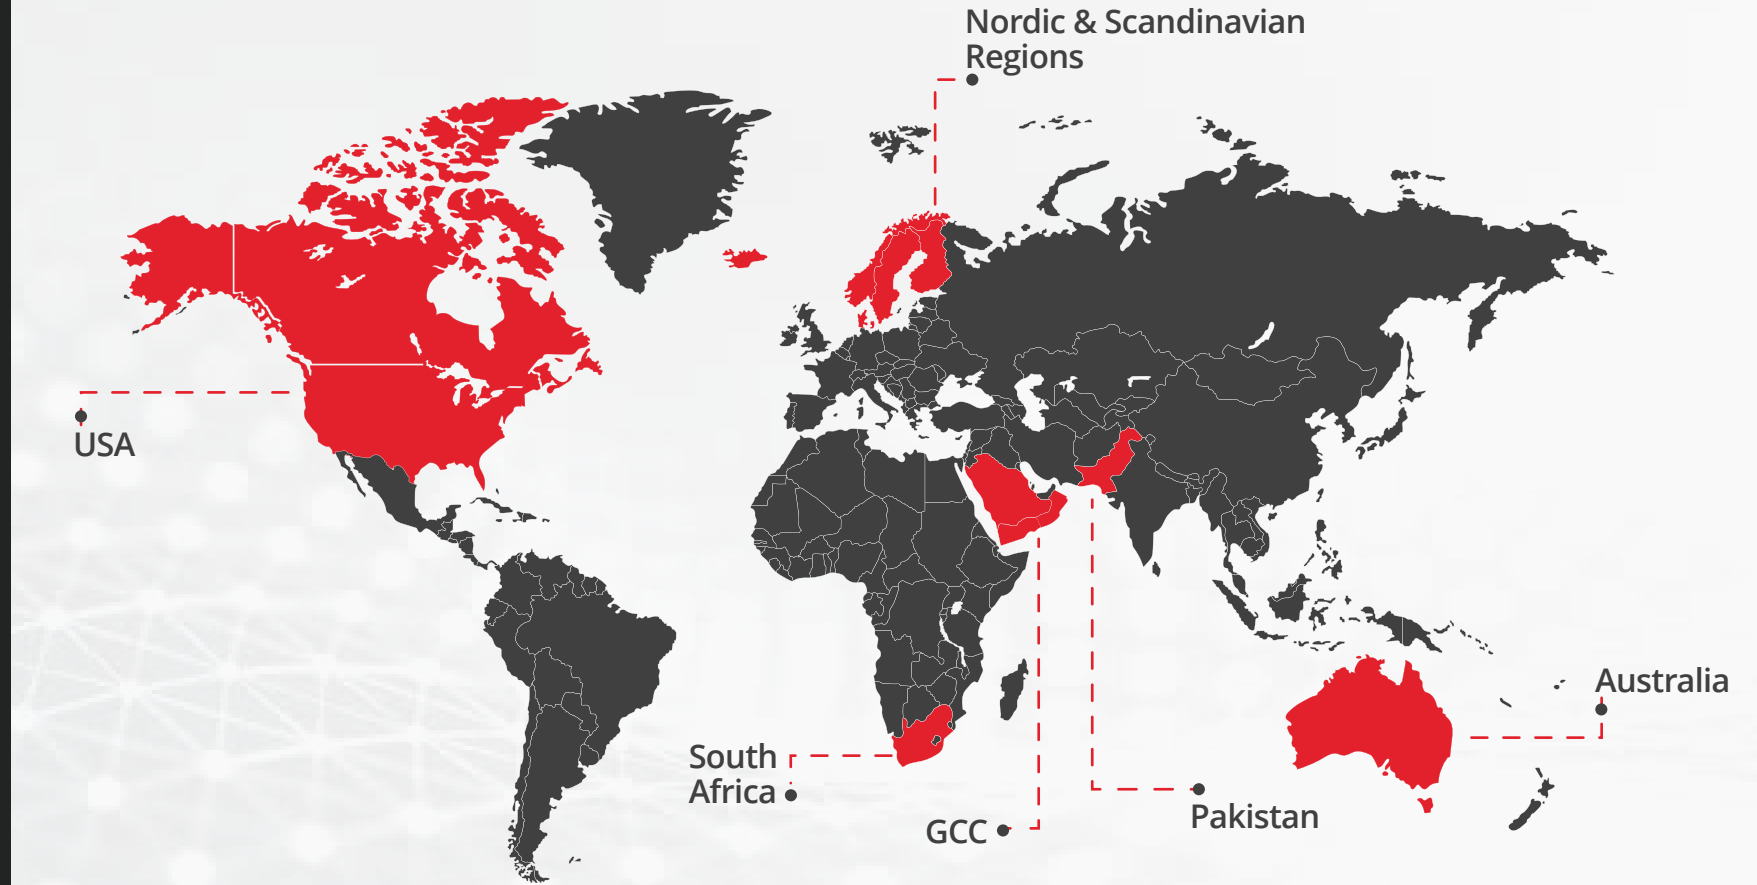 Nordic & Scandinavian
Regions
USA
Australia
South
Africa
Pakistan
GCC